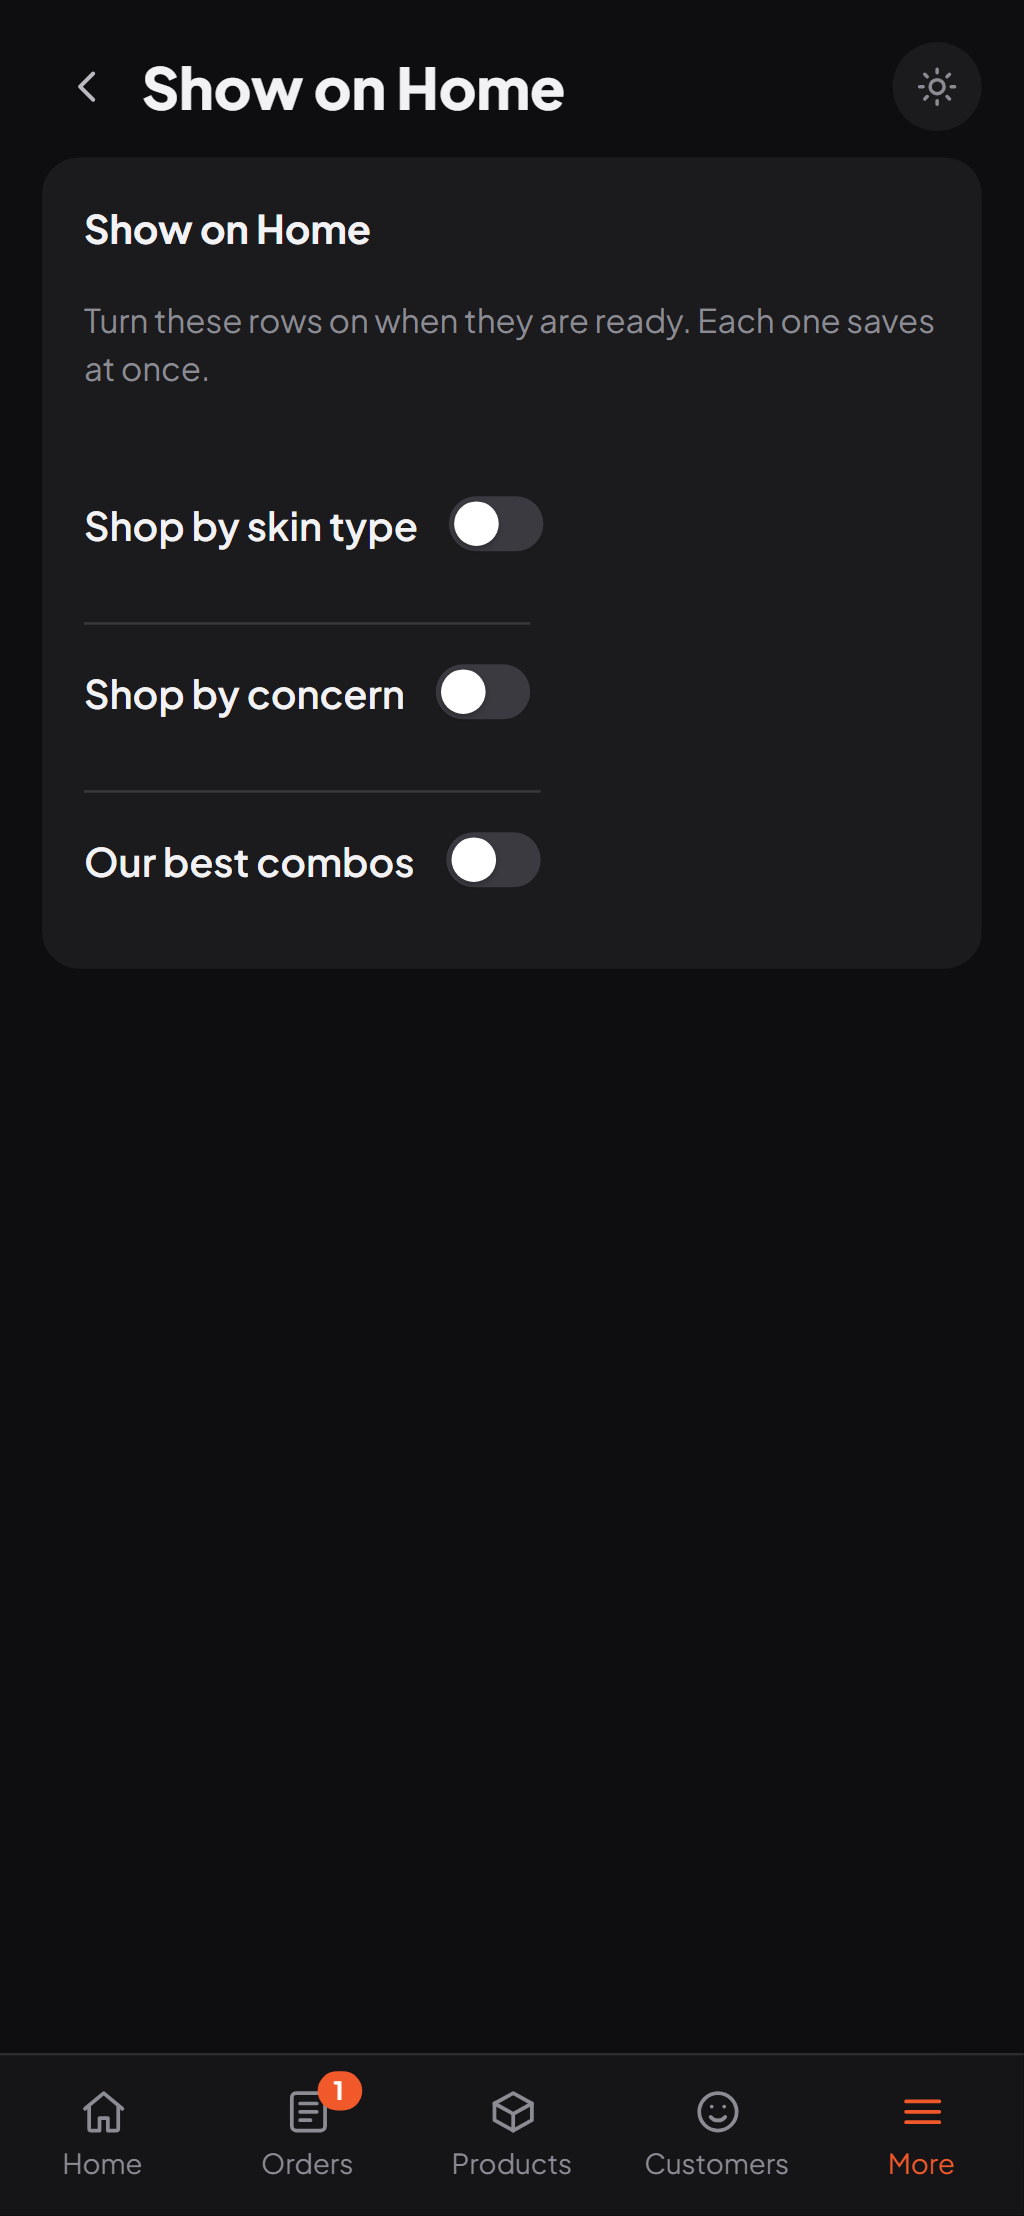 Show on Home
Show on Home
Turn these rows on when they are ready. Each one saves
at once.
Shop by skin type
Shop by concern
Our best combos
1
Home
Orders
Products
Customers
More